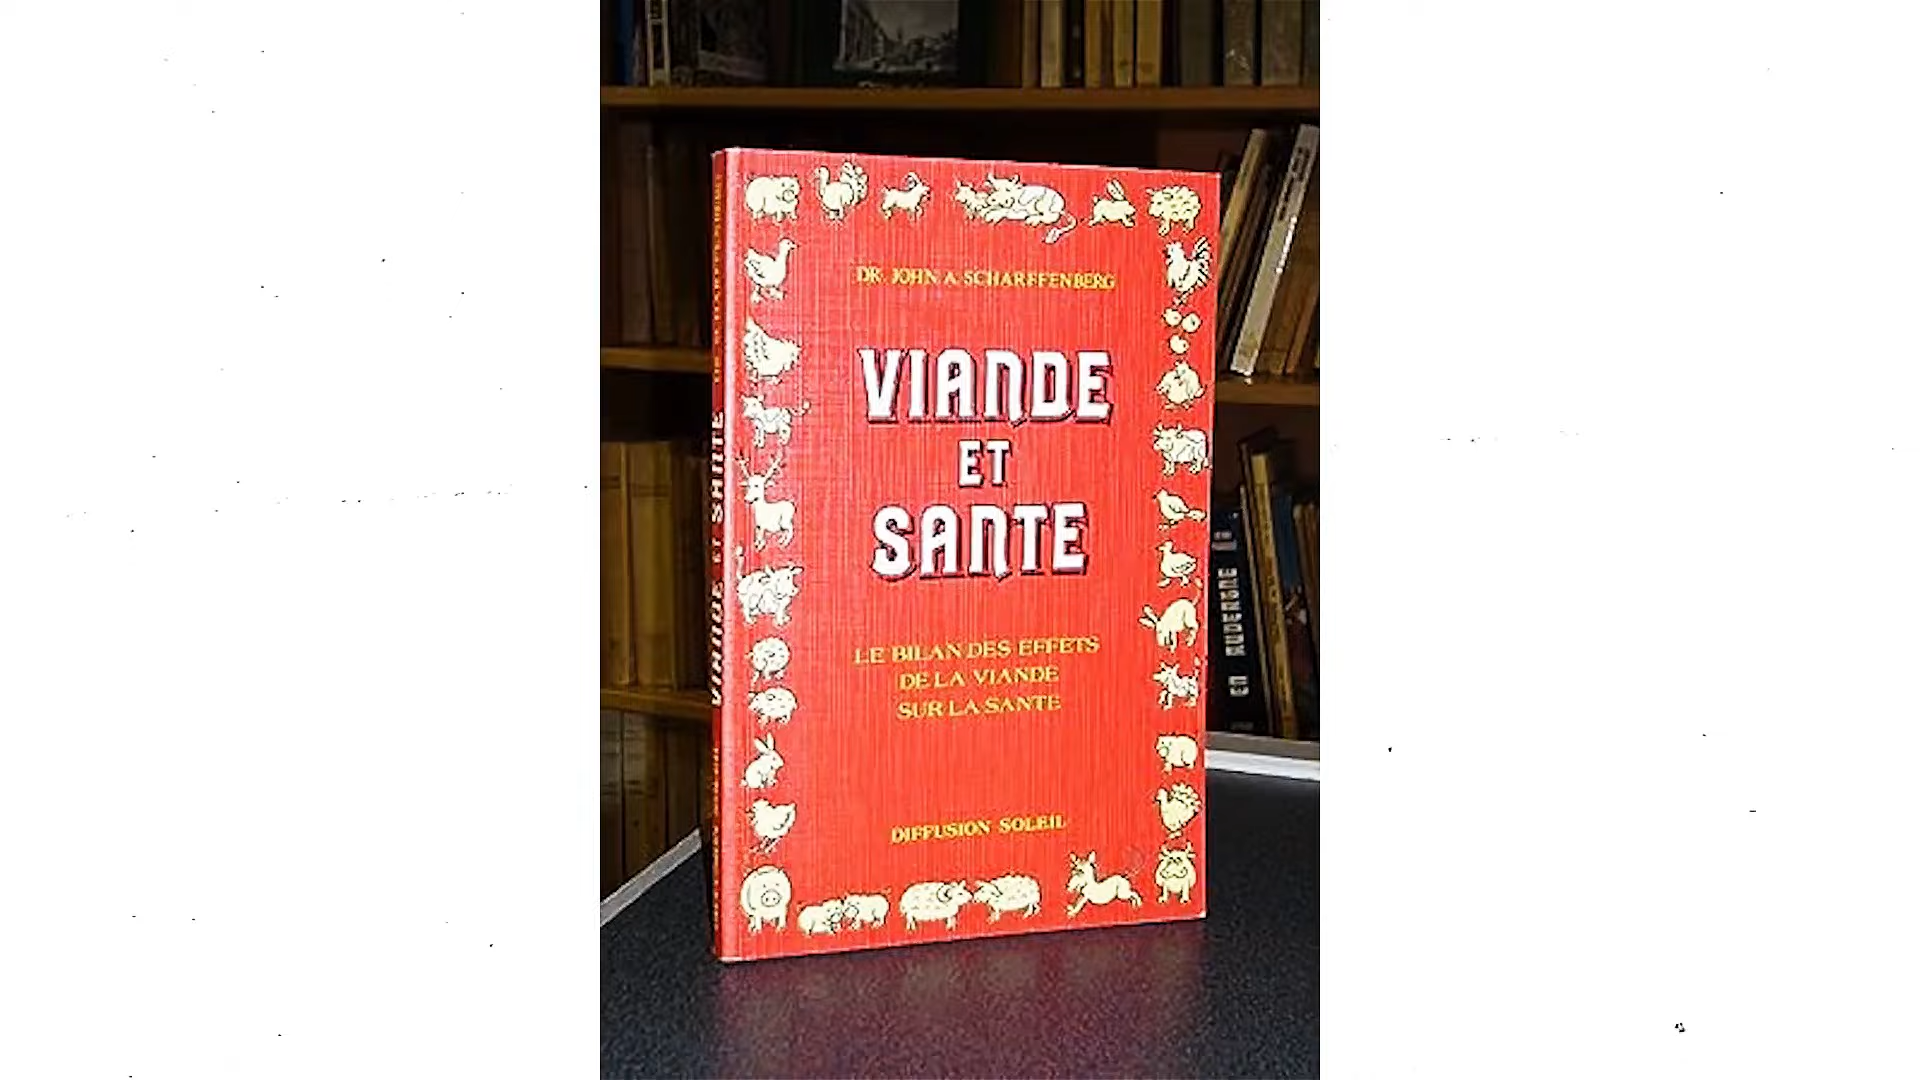 DR. JOHN A. SCHARFFENBERG
VIANDE
ET
SANTE
LE BILAN DES EFFETS
DE LA VIANDE
SUR LA SANTE
DIFFUSION SOLEIL
VIANDE ET SANTE
EN AUVERGNE